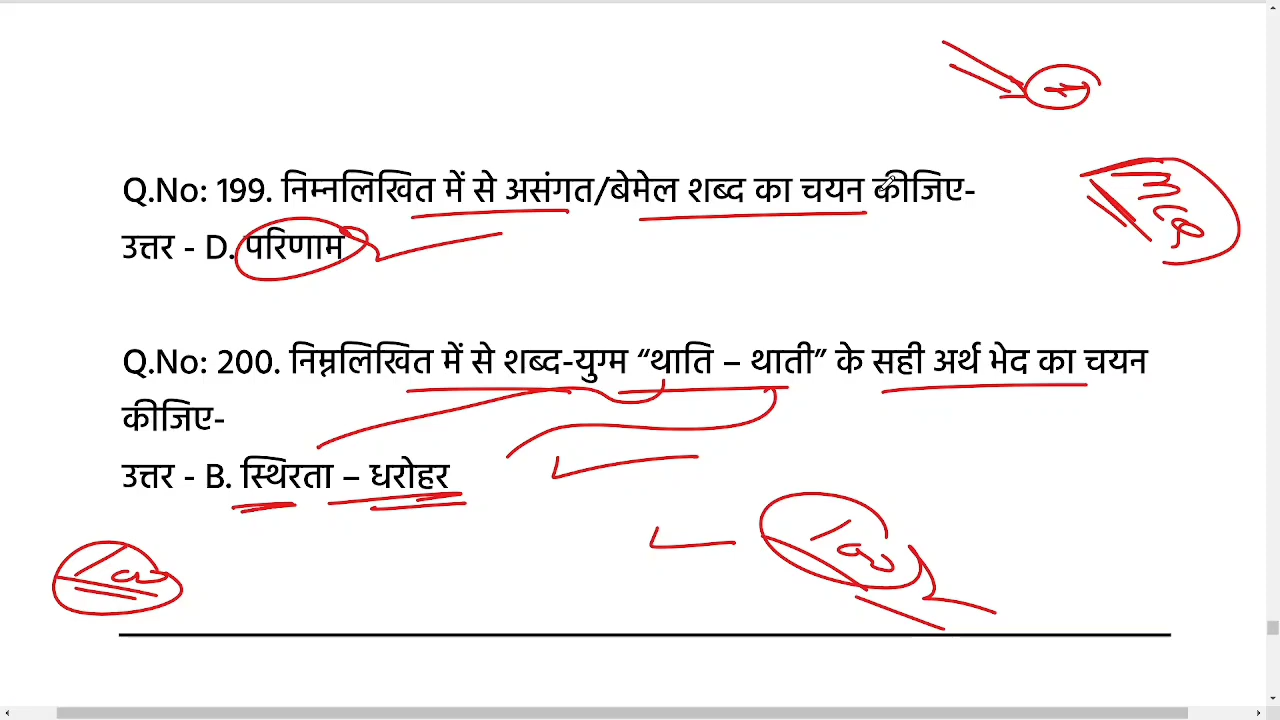 Q.No: 199. निम्नलिखित में से असंगत/बेमेल शब्द का चयन कीजिए-
उत्तर - D. परिणाम
Q.No: 200. निम्नलिखित में से शब्द-युग्म “थाति – थाती” के सही अर्थ भेद का चयन
कीजिए-
उत्तर - B. स्थिरता – धरोहर